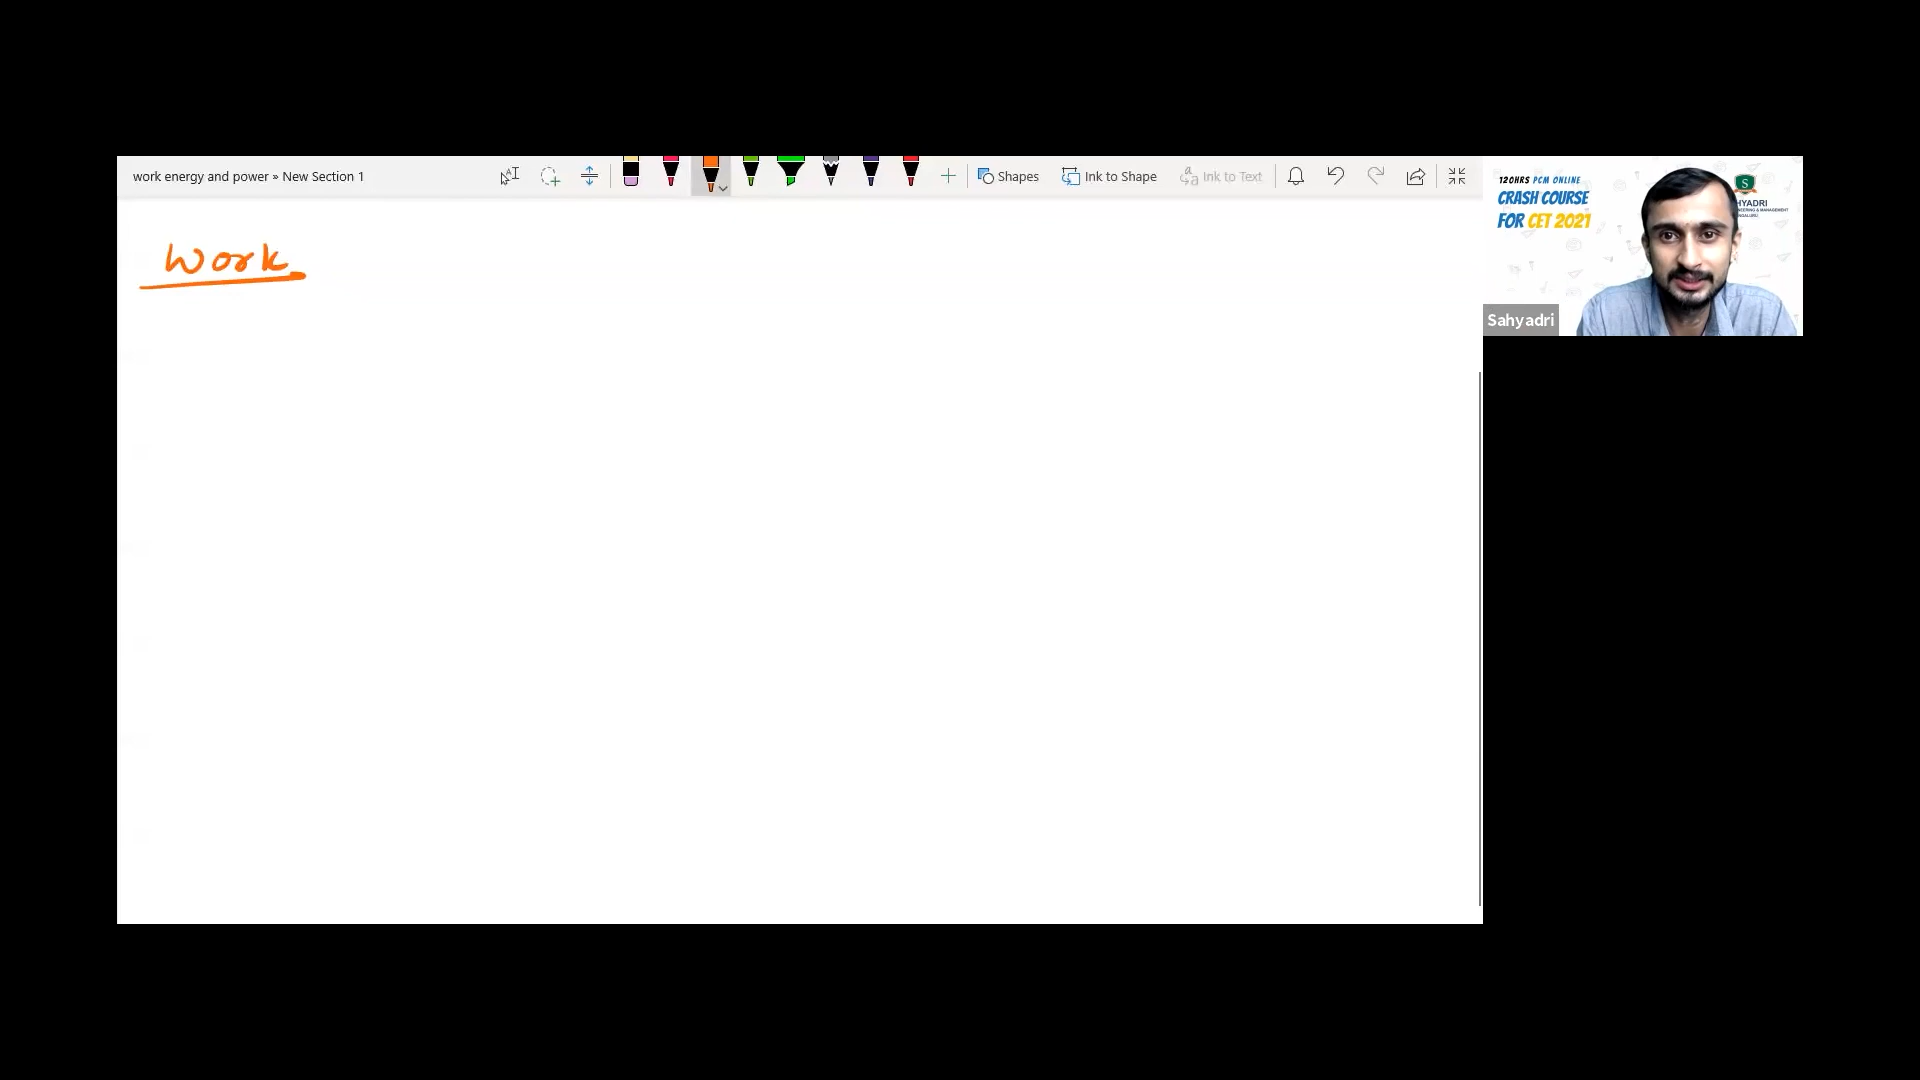 work energy and power » New Section 1
Shapes
Ink to Shape
Ink to Text
Work
120HRS PCM ONLINE
CRASH COURSE
FOR CET 2021
S
HYADRI
Sahyadri